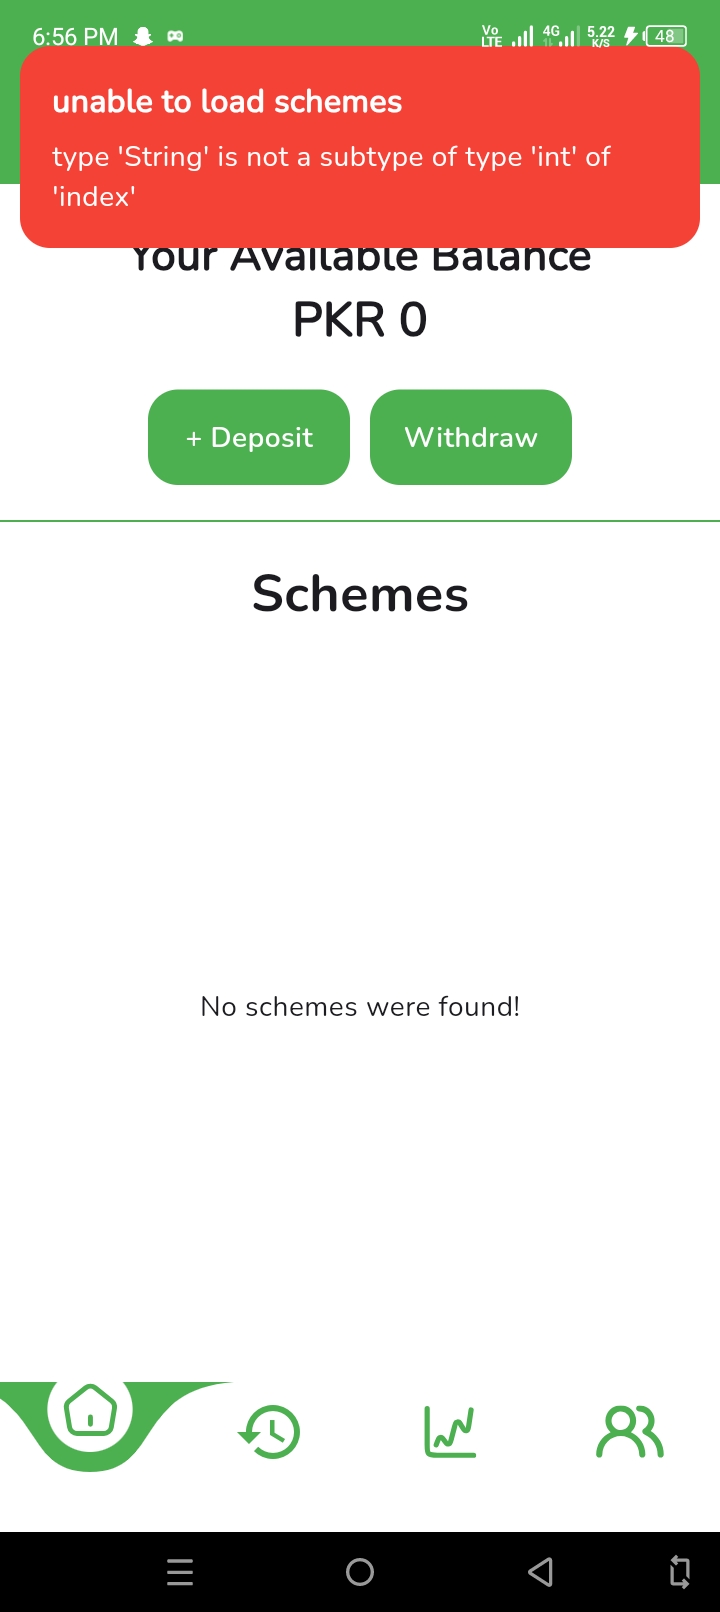 6:56 PM Vo LTE 4G 5.22 K/S 48
unable to load schemes
type 'String' is not a subtype of type 'int' of
'index'
Your Available Balance
PKR 0
+ Deposit Withdraw
Schemes
No schemes were found!